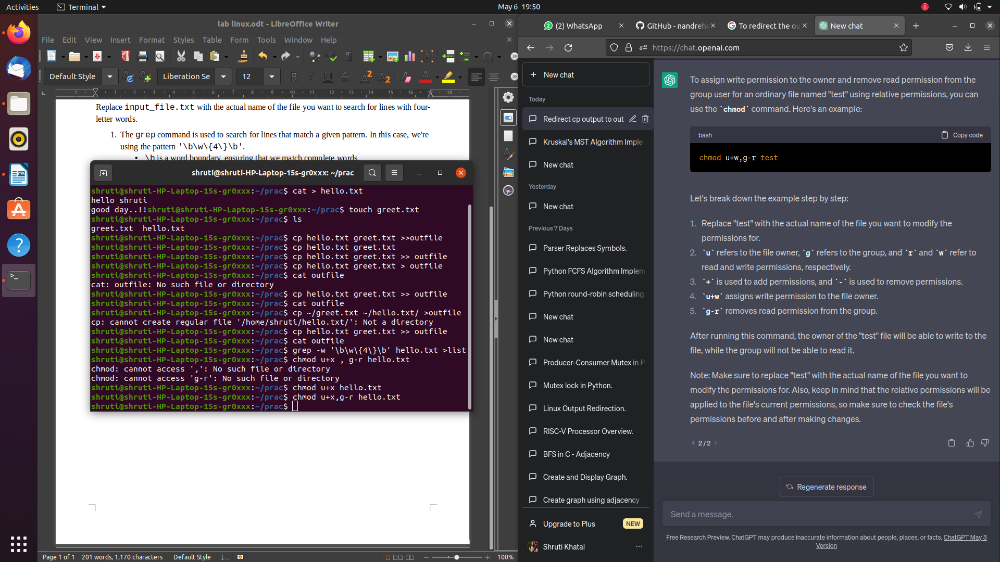 Activities
Terminal
May 6 19:50
lab linux.odt - LibreOffice Writer
File Edit View Insert Format Styles Table Form Tools Window Help
Default Style
Liberation Se
12
Replace input_file.txt with the actual name of the file you want to search for lines with four-
letter words.
1. The grep command is used to search for lines that match a given pattern. In this case, we're
using the pattern '\b\w\{4\}\b'.
• \b is a word boundary, ensuring that we match complete words.
shruti@shruti-HP-Laptop-15s-gr0xxx: ~/prac
shruti@shruti-HP-Laptop-15s-gr0xxx:~/prac$ cat > hello.txt
hello shruti
good day..!!shruti@shruti-HP-Laptop-15s-gr0xxx:~/prac$ touch greet.txt
shruti@shruti-HP-Laptop-15s-gr0xxx:~/prac$ ls
greet.txt  hello.txt
shruti@shruti-HP-Laptop-15s-gr0xxx:~/prac$ cp hello.txt greet.txt >>outfile
shruti@shruti-HP-Laptop-15s-gr0xxx:~/prac$ cp hello.txt greet.txt
shruti@shruti-HP-Laptop-15s-gr0xxx:~/prac$ cp hello.txt greet.txt >> outfile
shruti@shruti-HP-Laptop-15s-gr0xxx:~/prac$ cp hello.txt greet.txt > outfile
shruti@shruti-HP-Laptop-15s-gr0xxx:~/prac$ cat outfile
cat: outfile: No such file or directory
shruti@shruti-HP-Laptop-15s-gr0xxx:~/prac$ cp hello.txt greet.txt >> outfile
shruti@shruti-HP-Laptop-15s-gr0xxx:~/prac$ cat outfile
shruti@shruti-HP-Laptop-15s-gr0xxx:~/prac$ cp ~/greet.txt ~/hello.txt/ >outfile
cp: cannot create regular file '/home/shruti/hello.txt/': Not a directory
shruti@shruti-HP-Laptop-15s-gr0xxx:~/prac$ cp hello.txt greet.txt >> outfile
shruti@shruti-HP-Laptop-15s-gr0xxx:~/prac$ cat outfile
shruti@shruti-HP-Laptop-15s-gr0xxx:~/prac$ grep -w '\b\w\{4\}\b' hello.txt >list
shruti@shruti-HP-Laptop-15s-gr0xxx:~/prac$ chmod u+x , g-r hello.txt
chmod: cannot access ',': No such file or directory
chmod: cannot access 'g-r': No such file or directory
shruti@shruti-HP-Laptop-15s-gr0xxx:~/prac$ chmod u+x hello.txt
shruti@shruti-HP-Laptop-15s-gr0xxx:~/prac$ chmod u+x,g-r hello.txt
shruti@shruti-HP-Laptop-15s-gr0xxx:~/prac$
Page 1 of 1
201 words, 1,170 characters
Default Style
100%
(2) WhatsApp
GitHub - nandrehe
To redirect the ou
New chat
https://chat.openai.com
New chat
Today
Redirect cp output to out
Kruskal's MST Algorithm Imple
New chat
Yesterday
New chat
Previous 7 Days
Parser Replaces Symbols.
Python FCFS Algorithm Implem
Python round-robin scheduling.
New chat
New chat
Producer-Consumer Mutex in P
Mutex lock in Python.
Linux Output Redirection.
RISC-V Processor Overview.
BFS in C - Adjacency
Create and Display Graph.
Create graph using adjacency
Upgrade to Plus
NEW
Shruti Khatal
To assign write permission to the owner and remove read permission from the
group user for an ordinary file named "test" using relative permissions, you can
use the `chmod` command. Here's an example:
bash
Copy code
chmod u+w,g-r test
Let's break down the example step by step:
1. Replace "test" with the actual name of the file you want to modify the
permissions for.
2. `u` refers to the file owner, `g` refers to the group, and `r` and `w` refer to
read and write permissions, respectively.
3. `+` is used to add permissions, and `-` is used to remove permissions.
4. `u+w` assigns write permission to the file owner.
5. `g-r` removes read permission from the group.
After running this command, the owner of the "test" file will be able to write to the
file, while the group will not be able to read it.
Note: Make sure to replace "test" with the actual name of the file you want to
modify the permissions for. Also, keep in mind that the relative permissions will be
applied to the file's current permissions, so make sure to check the file's
permissions before and after making changes.
2 / 2
Regenerate response
Send a message.
Free Research Preview. ChatGPT may produce inaccurate information about people, places, or facts. ChatGPT May 3
Version